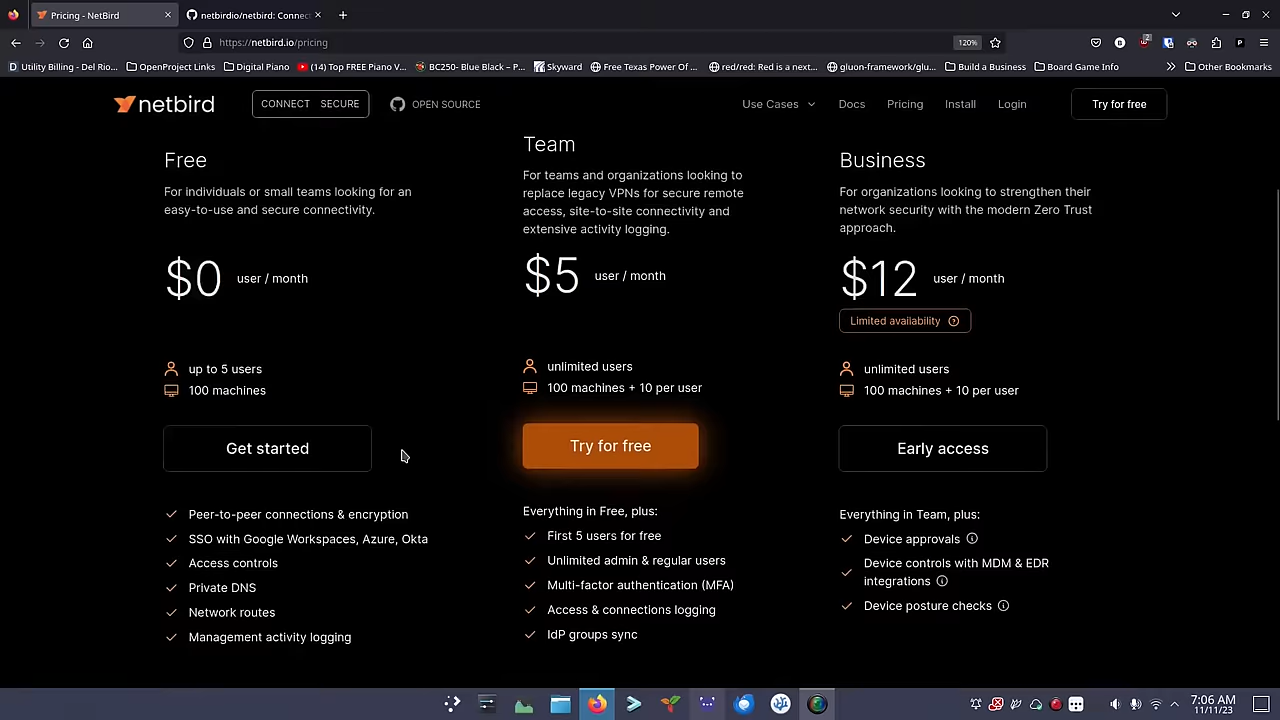 Pricing - NetBird
netbirdio/netbird: Connec
https://netbird.io/pricing
120%
Utility Billing - Del Rio...
OpenProject Links
Digital Piano
(14) Top FREE Piano V...
BC250- Blue Black – P...
Skyward
Free Texas Power Of ...
red/red: Red is a next...
gluon-framework/glu...
Build a Business
Board Game Info
Other Bookmarks
netbird
CONNECT SECURE
OPEN SOURCE
Use Cases
Docs
Pricing
Install
Login
Try for free
Free
For individuals or small teams looking for an
easy-to-use and secure connectivity.
$0 user / month
up to 5 users
100 machines
Get started
Peer-to-peer connections & encryption
SSO with Google Workspaces, Azure, Okta
Access controls
Private DNS
Network routes
Management activity logging
Team
For teams and organizations looking to
replace legacy VPNs for secure remote
access, site-to-site connectivity and
extensive activity logging.
$5 user / month
unlimited users
100 machines + 10 per user
Try for free
Everything in Free, plus:
First 5 users for free
Unlimited admin & regular users
Multi-factor authentication (MFA)
Access & connections logging
IdP groups sync
Business
For organizations looking to strengthen their
network security with the modern Zero Trust
approach.
$12 user / month
Limited availability
unlimited users
100 machines + 10 per user
Early access
Everything in Team, plus:
Device approvals
Device controls with MDM & EDR
integrations
Device posture checks
7:06 AM
11/11/23